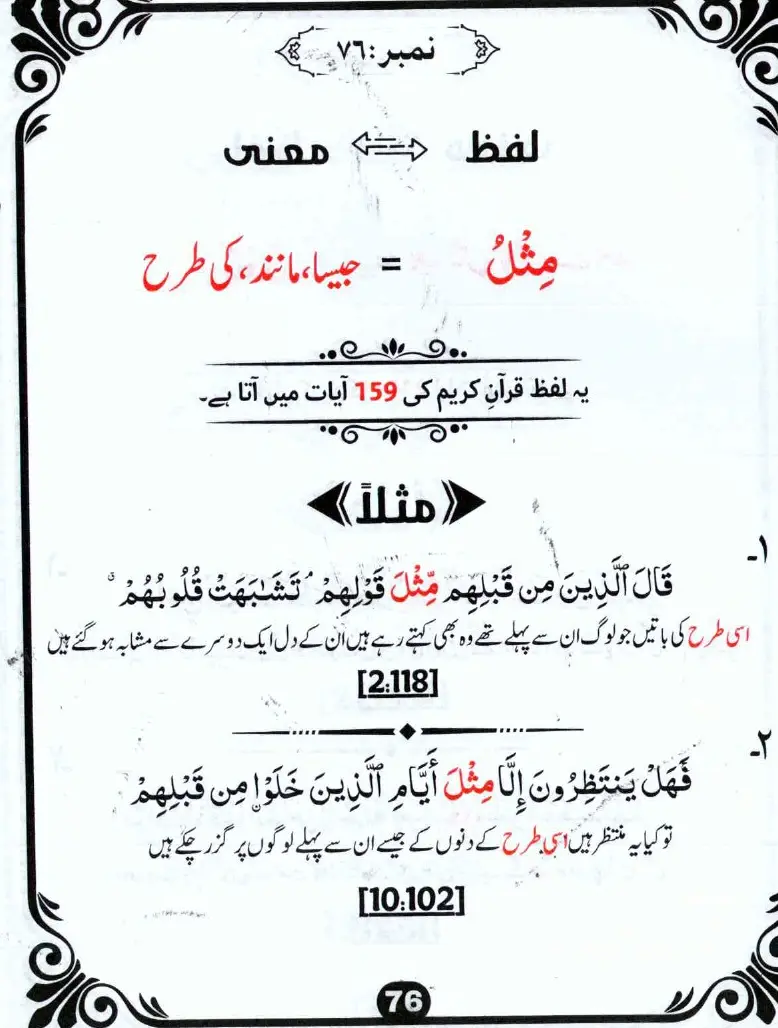 نمبر:۷۶
لفظ ⇔ معنی
مِثْلُ = جیسا، مانند، کی طرح
یہ لفظ قرآنِ کریم کی 159 آیات میں آتا ہے۔
مثلاً
۱۔
قَالَ ٱلَّذِينَ مِن قَبْلِهِم مِّثْلَ قَوْلِهِمْ ۘ تَشَـٰبَهَتْ قُلُوبُهُمْ ۗ
اسی طرح کی باتیں جو لوگ ان سے پہلے تھے وہ بھی کہتے رہے ہیں ان کے دل ایک دوسرے سے مشابہ ہو گئے ہیں
[2:118]
۲۔
فَهَلْ يَنتَظِرُونَ إِلَّا مِثْلَ أَيَّامِ ٱلَّذِينَ خَلَوْا۟ مِن قَبْلِهِمْ
تو کیا یہ منتظر ہیں اسی طرح کے دنوں کے جیسے ان سے پہلے لوگوں پر گزر چکے ہیں
[10:102]
76